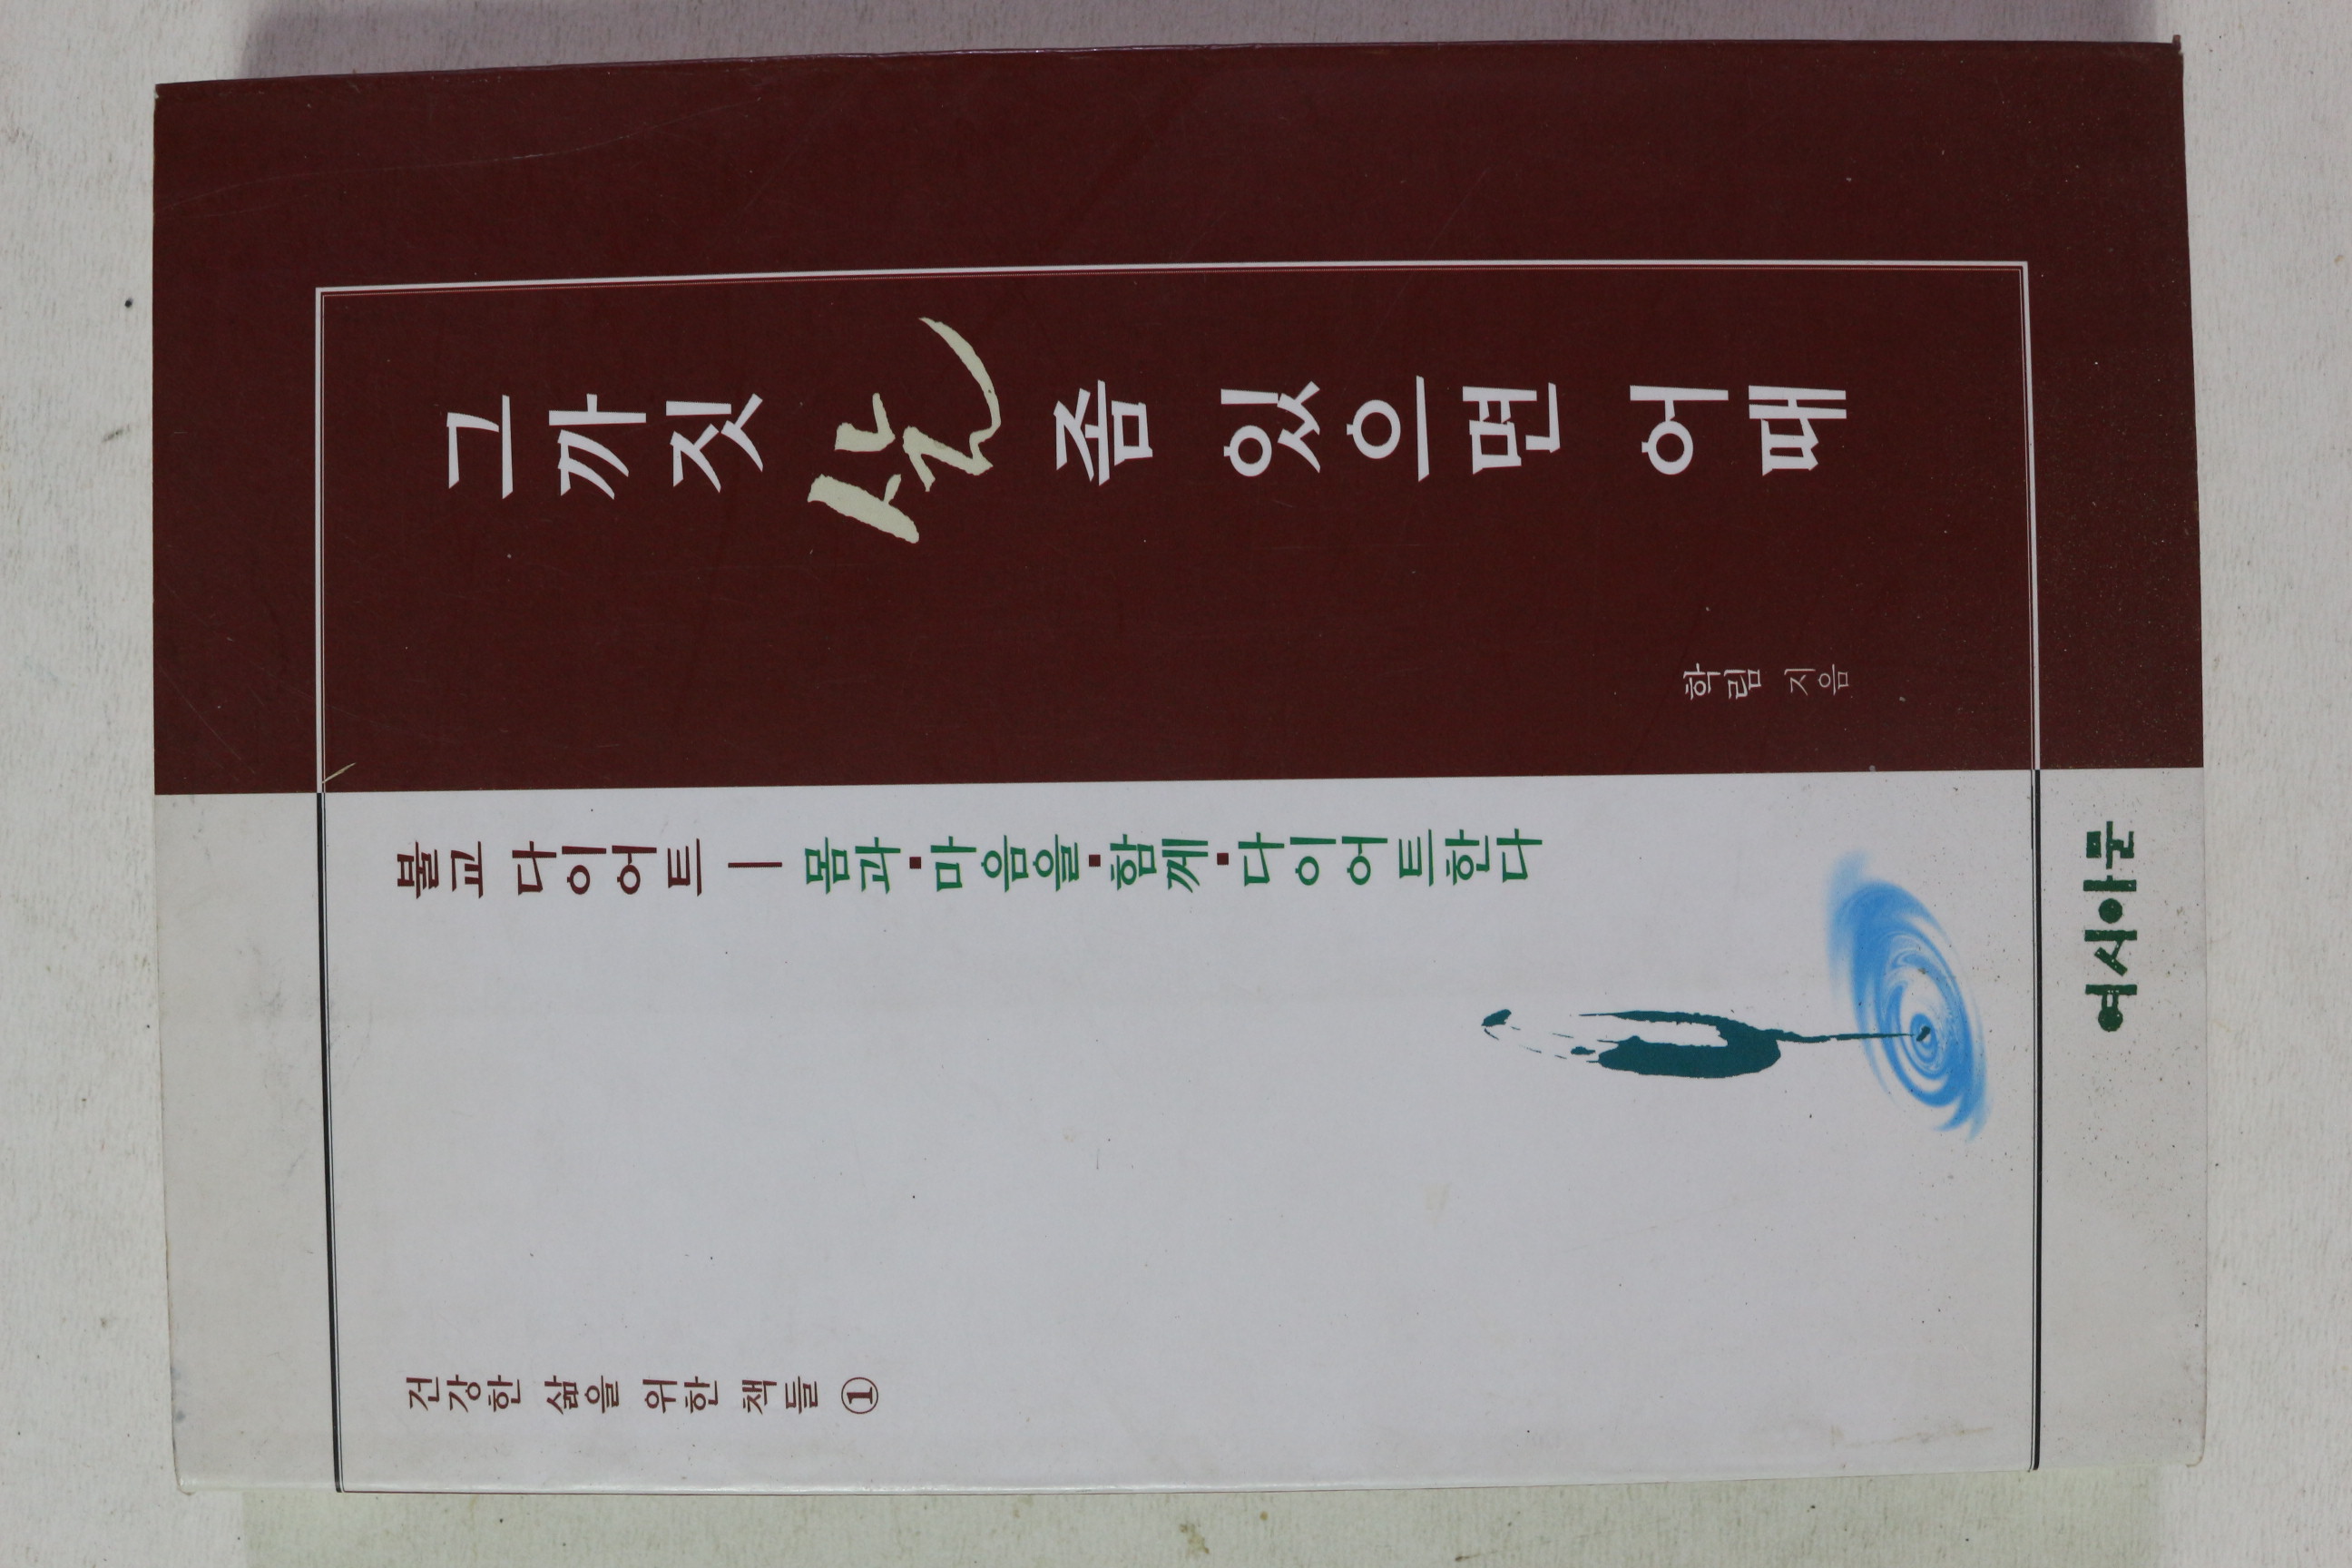 그까짓 살 좀 있으면 어때
학림 지음
불교 다이어트 — 몸과·마음을·함께·다이어트한다
건강한 삶을 위한 책들 ①
여시아문